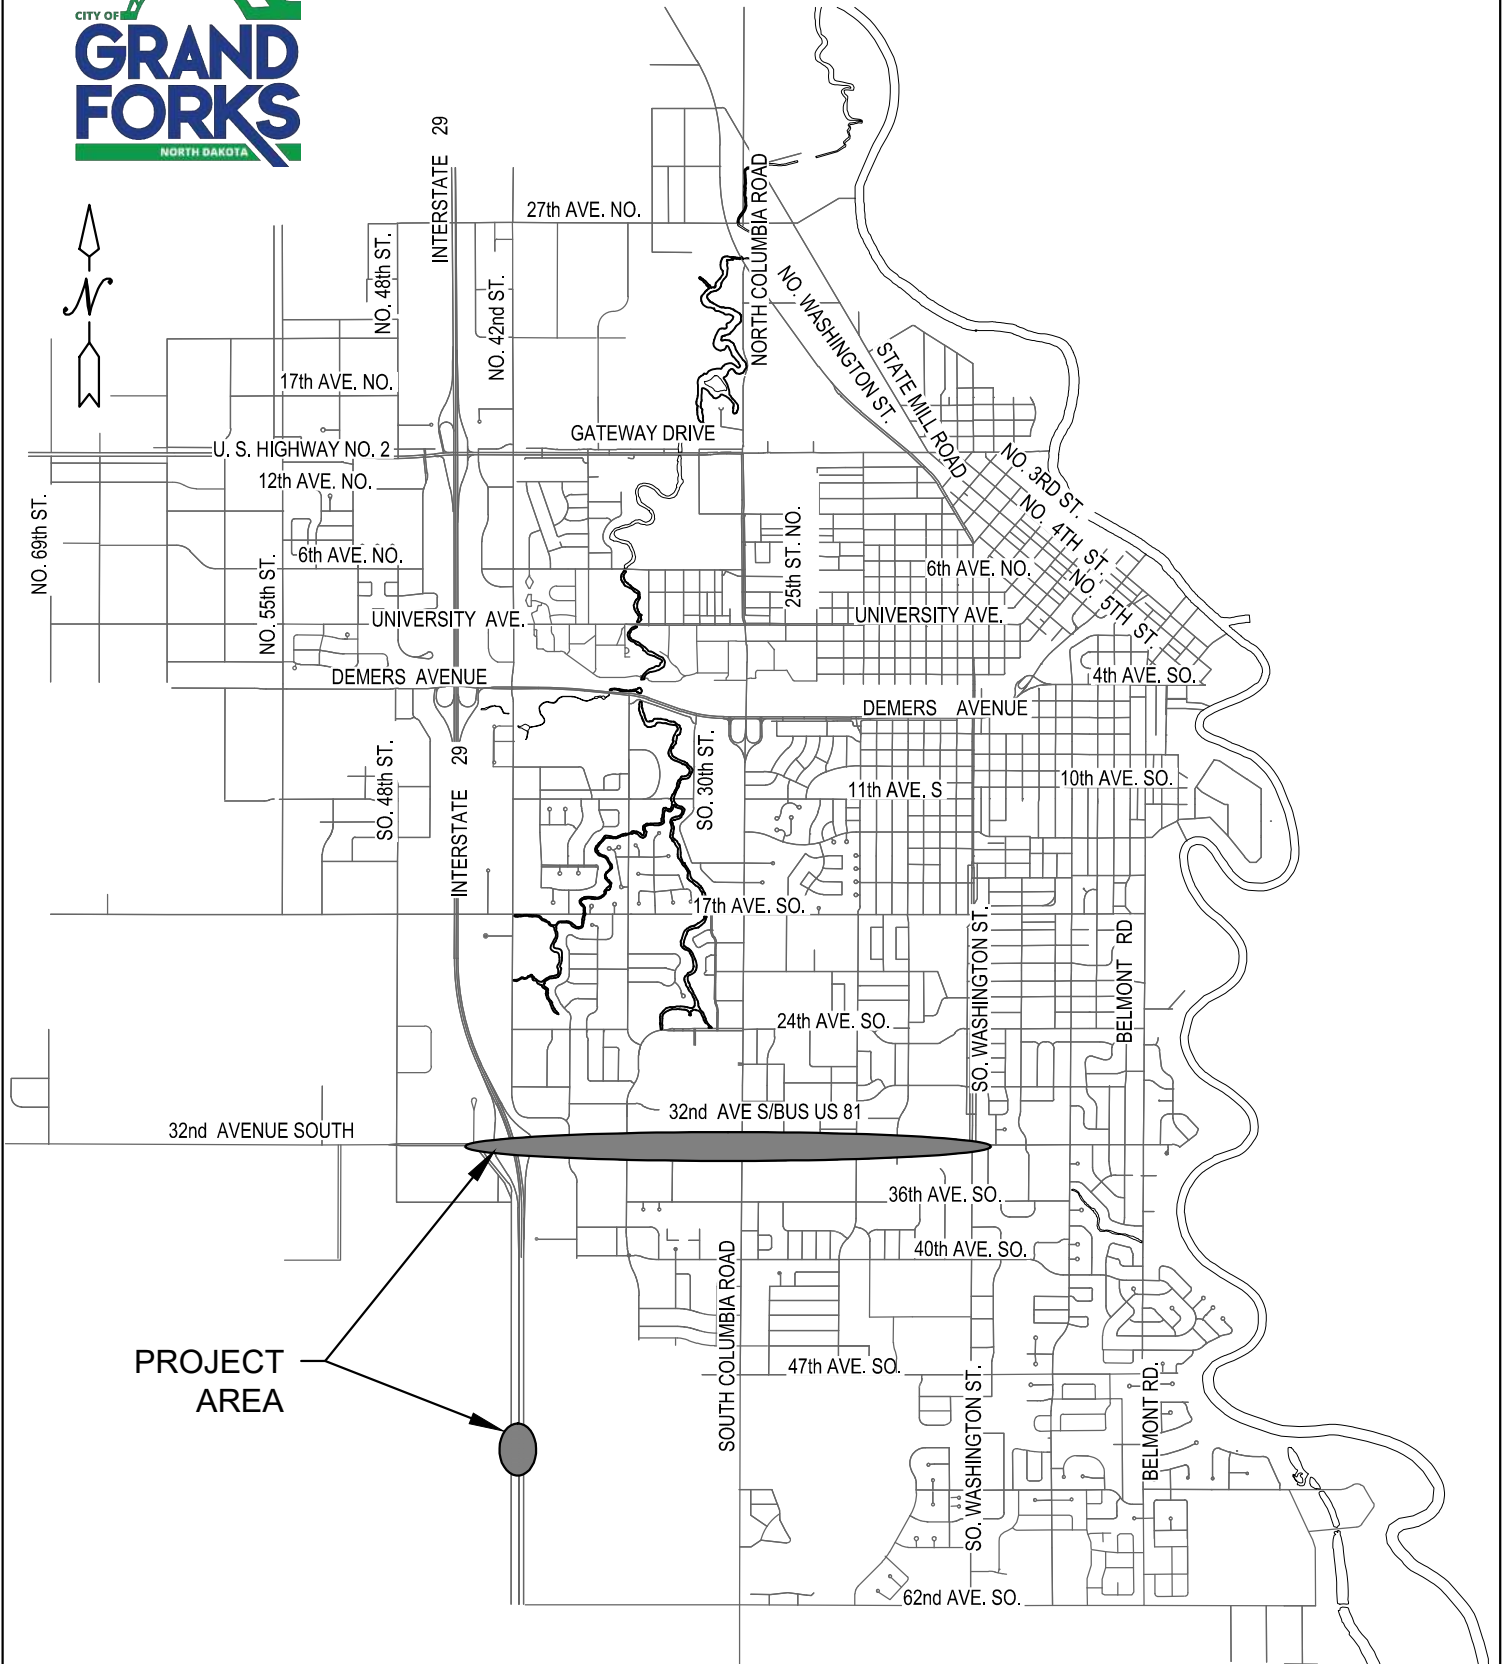 CITY OF
GRAND
FORKS
NORTH DAKOTA
INTERSTATE 29
27th AVE. NO.
NORTH COLUMBIA ROAD
NO. 48th ST.
NO. 42nd ST.
N
NO. WASHINGTON ST.
STATE MILL ROAD
17th AVE. NO.
GATEWAY DRIVE
U. S. HIGHWAY NO. 2
12th AVE. NO.
NO. 3RD ST.
NO. 4TH ST.
NO. 5TH ST.
NO. 69th ST.
6th AVE. NO.
25th ST. NO.
6th AVE. NO.
NO. 55th ST.
UNIVERSITY AVE.
UNIVERSITY AVE.
DEMERS AVENUE
4th AVE. SO.
DEMERS AVENUE
SO. 48th ST.
INTERSTATE 29
SO. 30th ST.
11th AVE. S
10th AVE. SO.
17th AVE. SO.
SO. WASHINGTON ST.
BELMONT RD
24th AVE. SO.
32nd AVE S/BUS US 81
32nd AVENUE SOUTH
36th AVE. SO.
40th AVE. SO.
SOUTH COLUMBIA ROAD
PROJECT
AREA
47th AVE. SO.
SO. WASHINGTON ST.
BELMONT RD.
62nd AVE. SO.